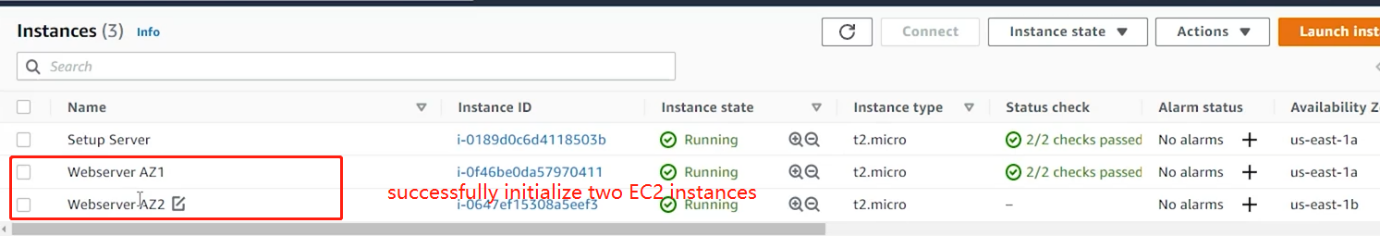 Instances (3) Info Connect Instance state Actions Launch inst
Search
Name Instance ID Instance state Instance type Status check Alarm status Availability Z
Setup Server i-0189d0c6d4118503b Running t2.micro 2/2 checks passed No alarms + us-east-1a
Webserver AZ1 i-0f46be0da57970411 Running t2.micro 2/2 checks passed No alarms + us-east-1a
successfully initialize two EC2 instances
Webserver AZ2 i-0647ef15308a5eef3 Running t2.micro – No alarms + us-east-1b